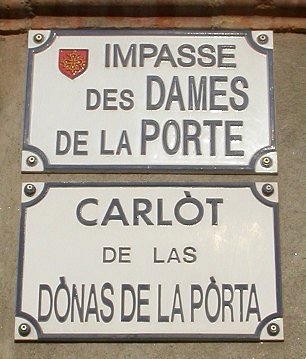 IMPASSE
DES DAMES
DE LA PORTE
CARLÒT
DE LAS
DÒNAS DE LA PÒRTA